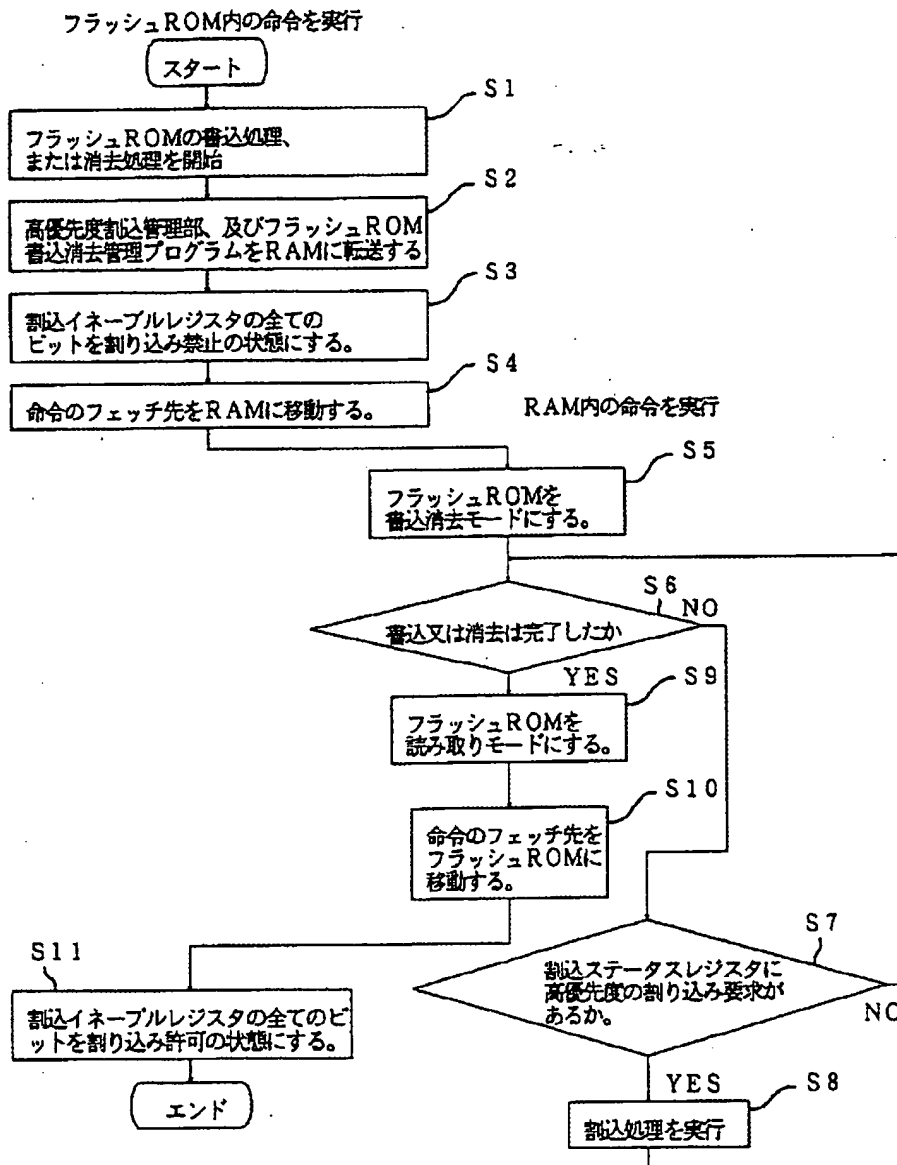 フラッシュROM内の命令を実行
スタート
S1
フラッシュROMの書込処理、
または消去処理を開始
S2
高優先度割込管理部、及びフラッシュROM
書込消去管理プログラムをRAMに転送する
S3
割込イネーブルレジスタの全ての
ビットを割り込み禁止の状態にする。
S4
命令のフェッチ先をRAMに移動する。
RAM内の命令を実行
S5
フラッシュROMを
書込消去モードにする。
S6
NO
書込又は消去は完了したか
YES
S9
フラッシュROMを
読み取りモードにする。
S10
命令のフェッチ先を
フラッシュROMに
移動する。
S7
割込ステータスレジスタに
高優先度の割り込み要求が
あるか。
NO
S11
割込イネーブルレジスタの全てのビ
ットを割り込み許可の状態にする。
エンド
YES
S8
割込処理を実行